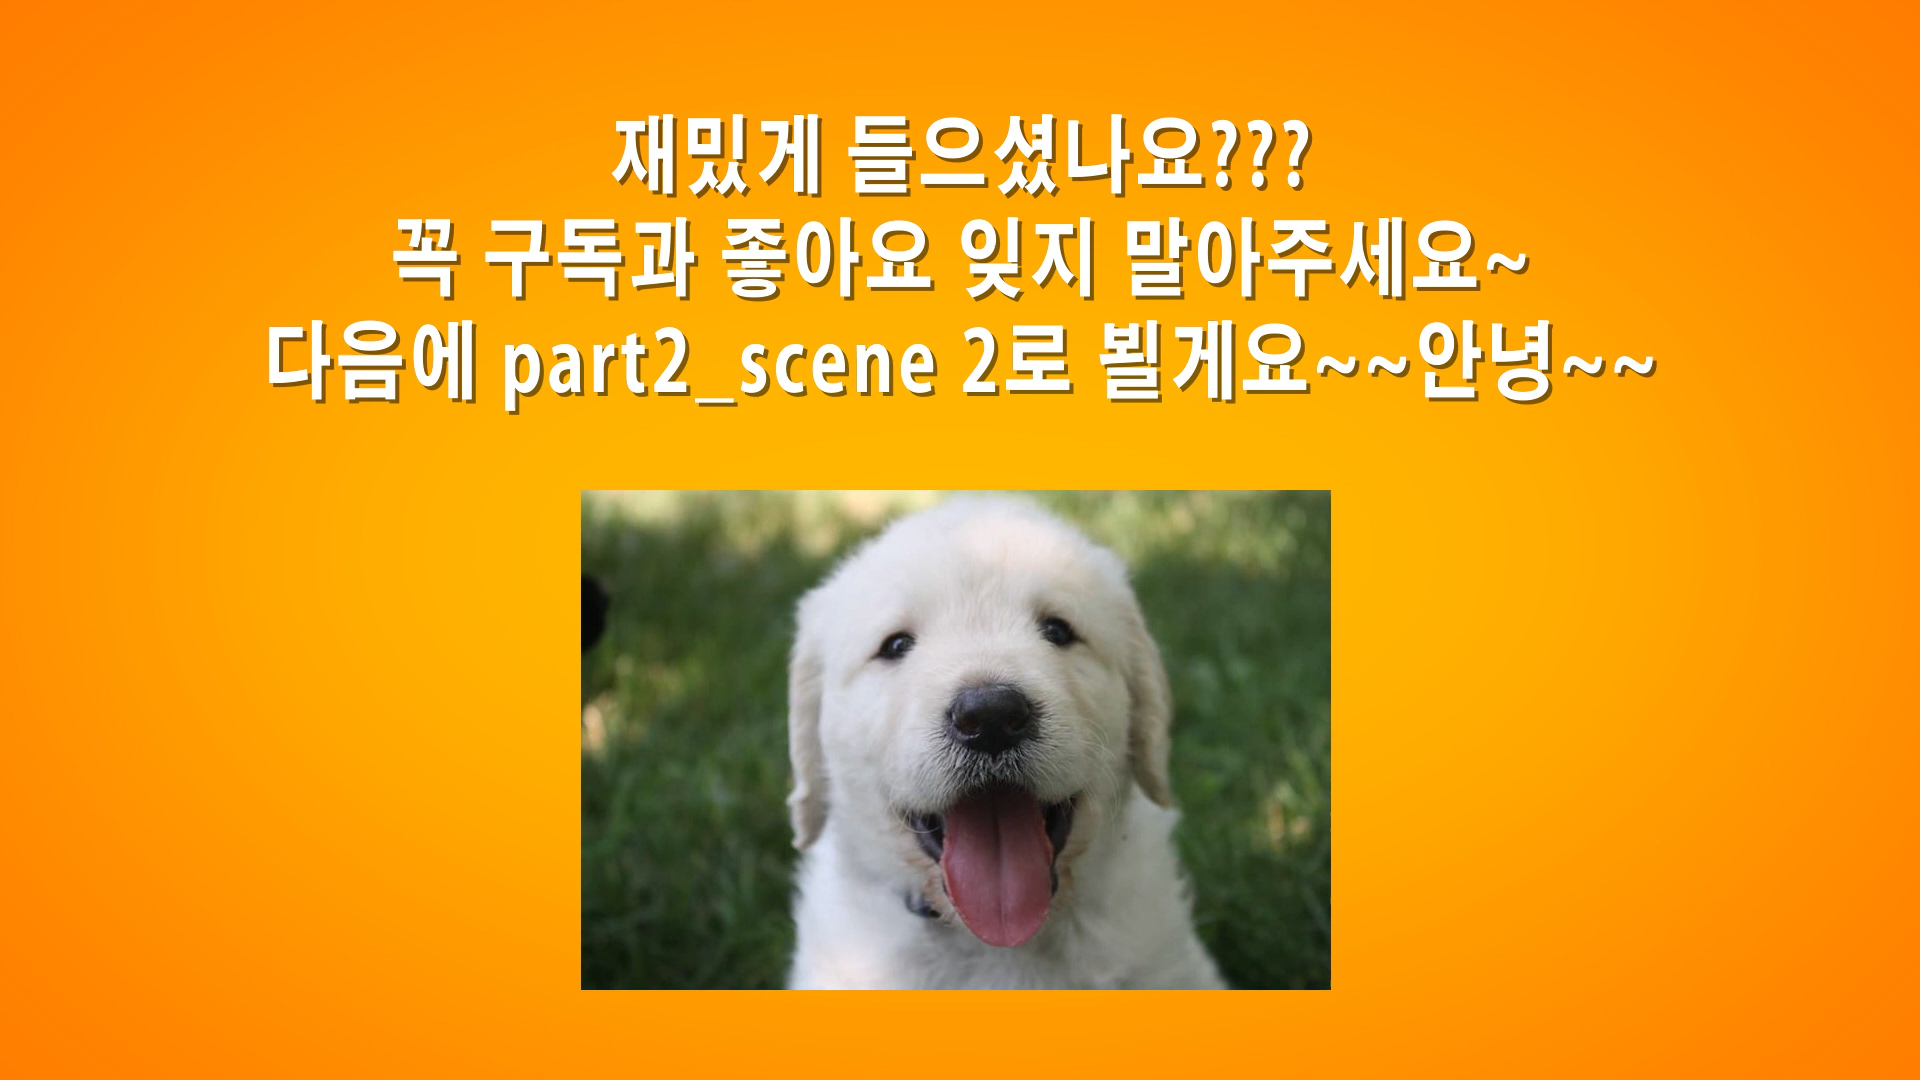 재밌게 들으셨나요???
꼭 구독과 좋아요 잊지 말아주세요~
다음에 part2_scene 2로 뵐게요~~안녕~~